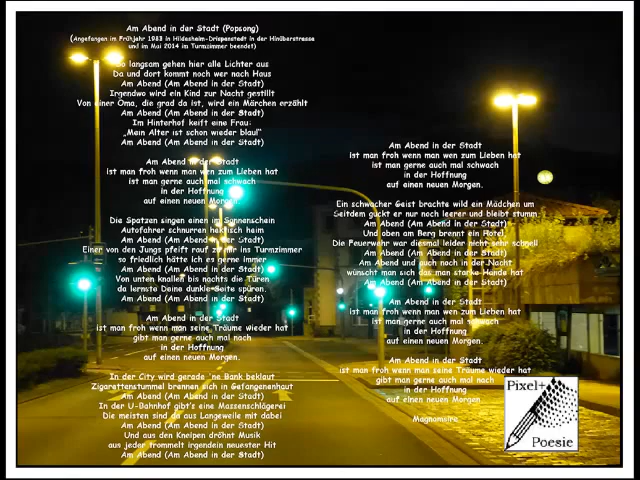 Am Abend in der Stadt (Popsong)
(Angefangen im Frühjahr 1983 in Hildesheim-Drispenstedt in der Hinüberstrasse
und im Mai 2014 im Turmzimmer beendet)
So langsam gehen hier alle Lichter aus
Da und dort kommt noch wer nach Haus
Am Abend (Am Abend in der Stadt)
Irgendwo wird ein Kind zur Nacht gestillt
Von einer Oma, die grad da ist, wird ein Märchen erzählt
Am Abend (Am Abend in der Stadt)
Im Hinterhof keift eine Frau:
„Mein Alter ist schon wieder blau!“
Am Abend (Am Abend in der Stadt)
Am Abend in der Stadt
ist man froh wenn man wen zum Lieben hat
ist man gerne auch mal schwach
in der Hoffnung
auf einen neuen Morgen.
Die Spatzen singen einen im Sonnenschein
Autofahrer schnurren hektisch heim
Am Abend (Am Abend in der Stadt)
Einer von den Jungs pfeift rauf zu mir ins Turmzimmer
so friedlich hätte ich es gerne immer
Am Abend (Am Abend in der Stadt)
Von unten knallen bis nachts die Türen
da lernste Deine dunkle Seite spüren.
Am Abend (Am Abend in der Stadt)
Am Abend in der Stadt
ist man froh wenn man seine Träume wieder hat
gibt man gerne auch mal nach
in der Hoffnung
auf einen neuen Morgen.
In der City wird gerade 'ne Bank beklaut
Zigarettenstummel brennen sich in Gefangenenhaut
Am Abend (Am Abend in der Stadt)
In der U-Bahnhof gibt's eine Massenschlägerei
Die meisten sind da aus Langeweile mit dabei
Am Abend (Am Abend in der Stadt)
Und aus den Kneipen dröhnt Musik
aus jeder trommelt irgendein neuester Hit
Am Abend (Am Abend in der Stadt)
Am Abend in der Stadt
ist man froh wenn man wen zum Lieben hat
ist man gerne auch mal schwach
in der Hoffnung
auf einen neuen Morgen.
Ein schwacher Geist brachte wild ein Mädchen um
Seitdem guckt er nur noch leerer und bleibt stumm
Am Abend (Am Abend in der Stadt)
Und oben am Berg brennt ein Hotel
Die Feuerwehr war diesmal leider nicht sehr schnell
Am Abend (Am Abend in der Stadt)
Am Abend und auch noch in der Nacht
wünscht man sich das man starke Hände hat
Am Abend (Am Abend in der Stadt)
Am Abend in der Stadt
ist man froh wenn man wen zum Lieben hat
ist man gerne auch mal schwach
in der Hoffnung
auf einen neuen Morgen.
Am Abend in der Stadt
ist man froh wenn man seine Träume wieder hat
gibt man gerne auch mal nach
in der Hoffnung
auf einen neuen Morgen.
Pixel+
Poesie